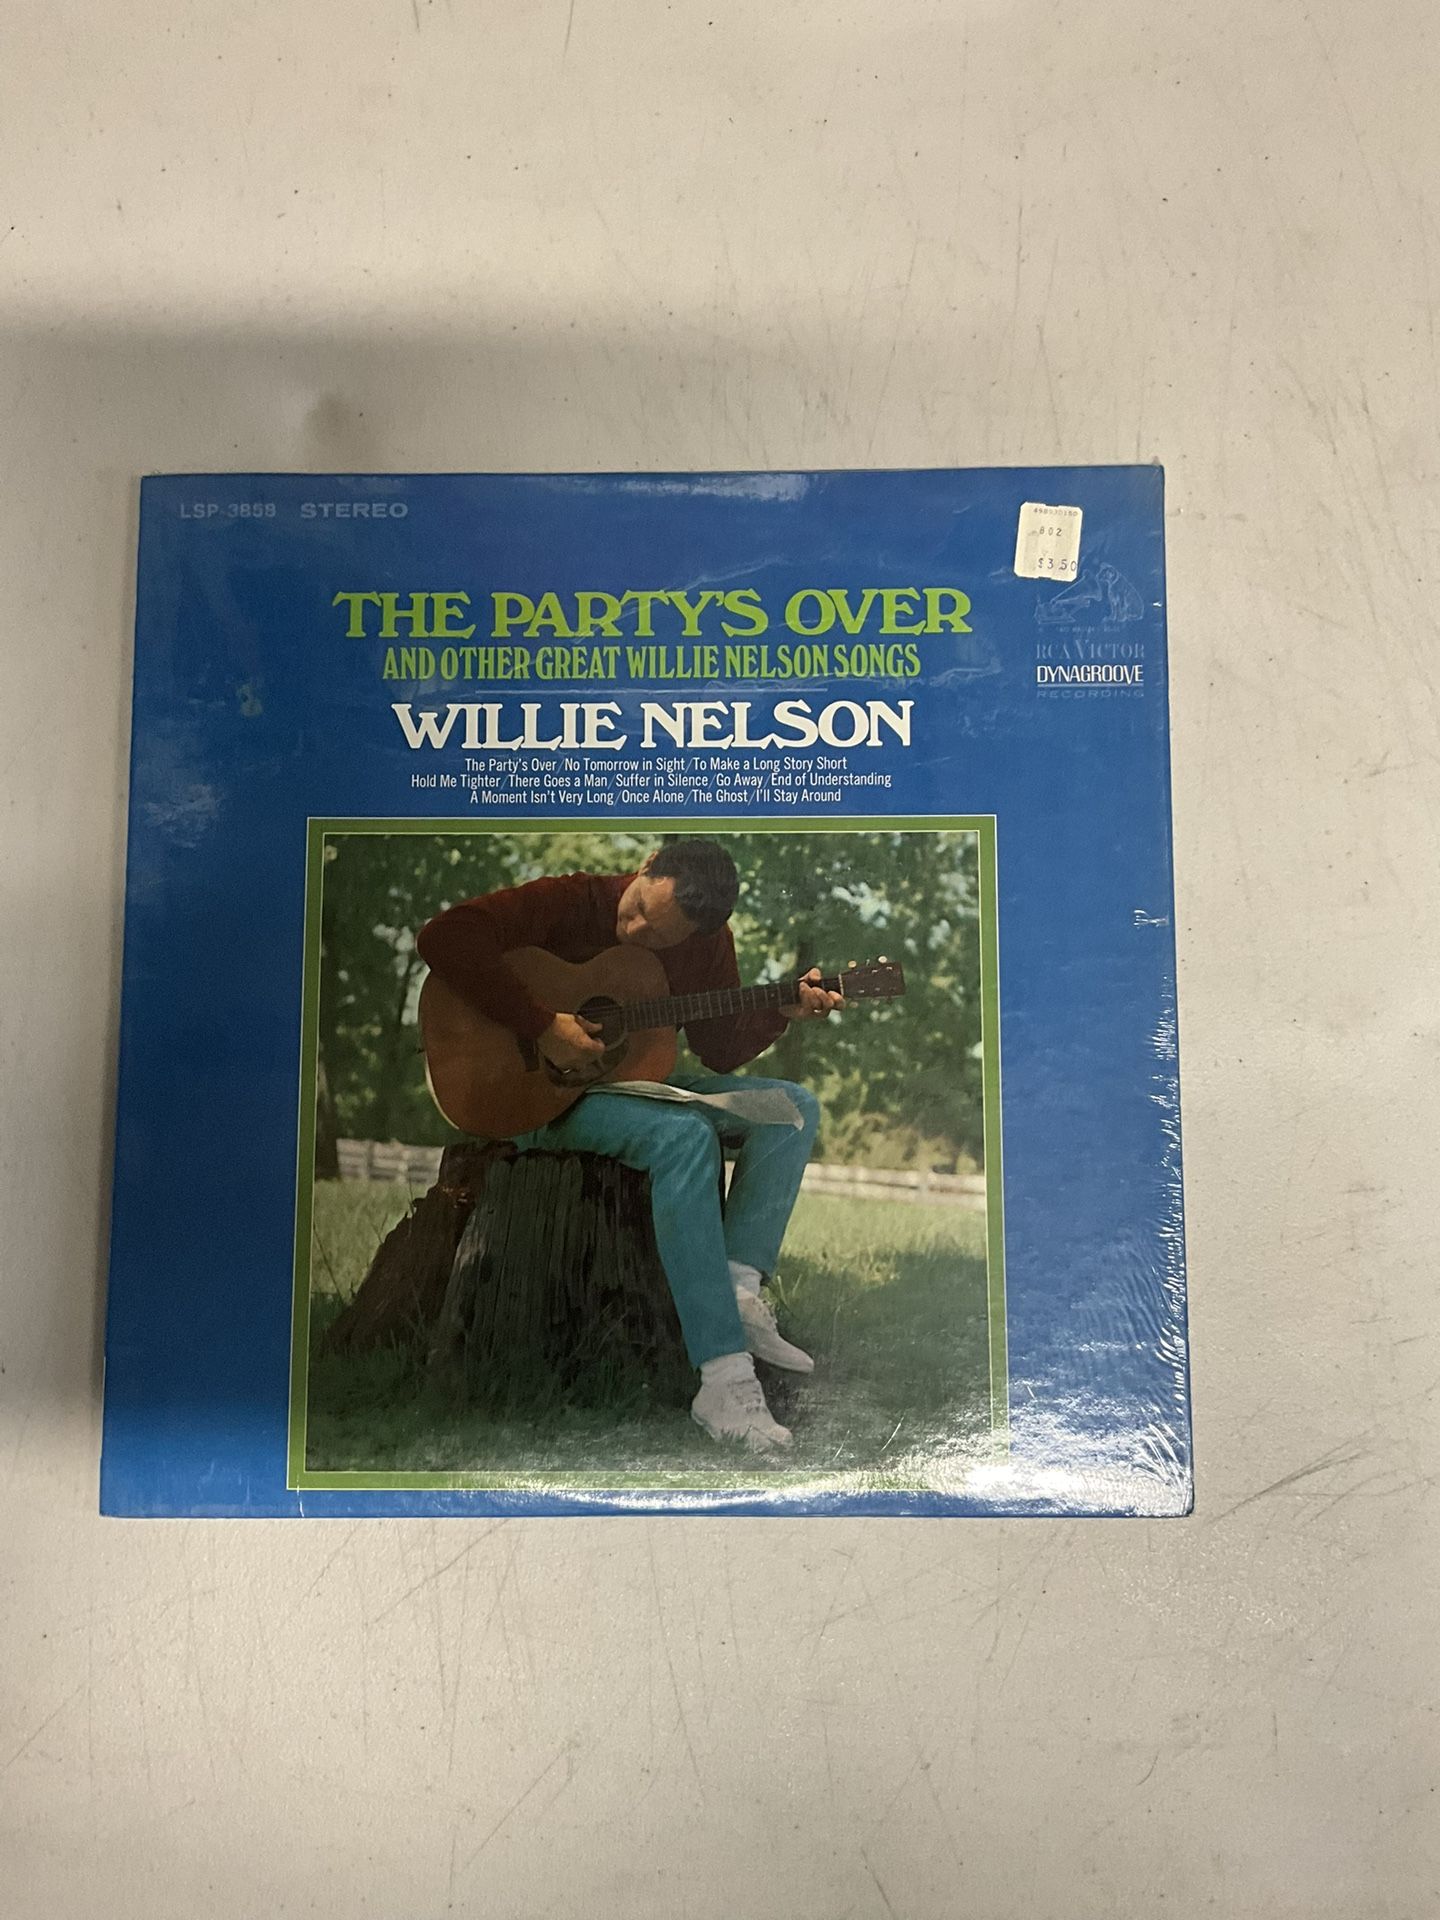 LSP-3858 STEREO
498930150
802
$3.50
THE PARTY'S OVER
AND OTHER GREAT WILLIE NELSON SONGS
RCA VICTOR
DYNAGROOVE
RECORDING
WILLIE NELSON
The Party's Over/No Tomorrow in Sight/To Make a Long Story Short
Hold Me Tighter/There Goes a Man/Suffer in Silence/Go Away/End of Understanding
A Moment Isn't Very Long/Once Alone/The Ghost/I'll Stay Around